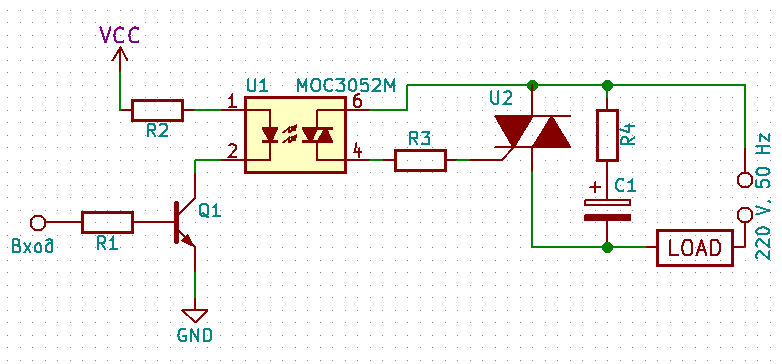 VCC
U1 MOC3052M
1
6
U2
R2
R3
R4
2
4
C1
+
Q1
Вход
R1
LOAD
220 V, 50 Hz
GND